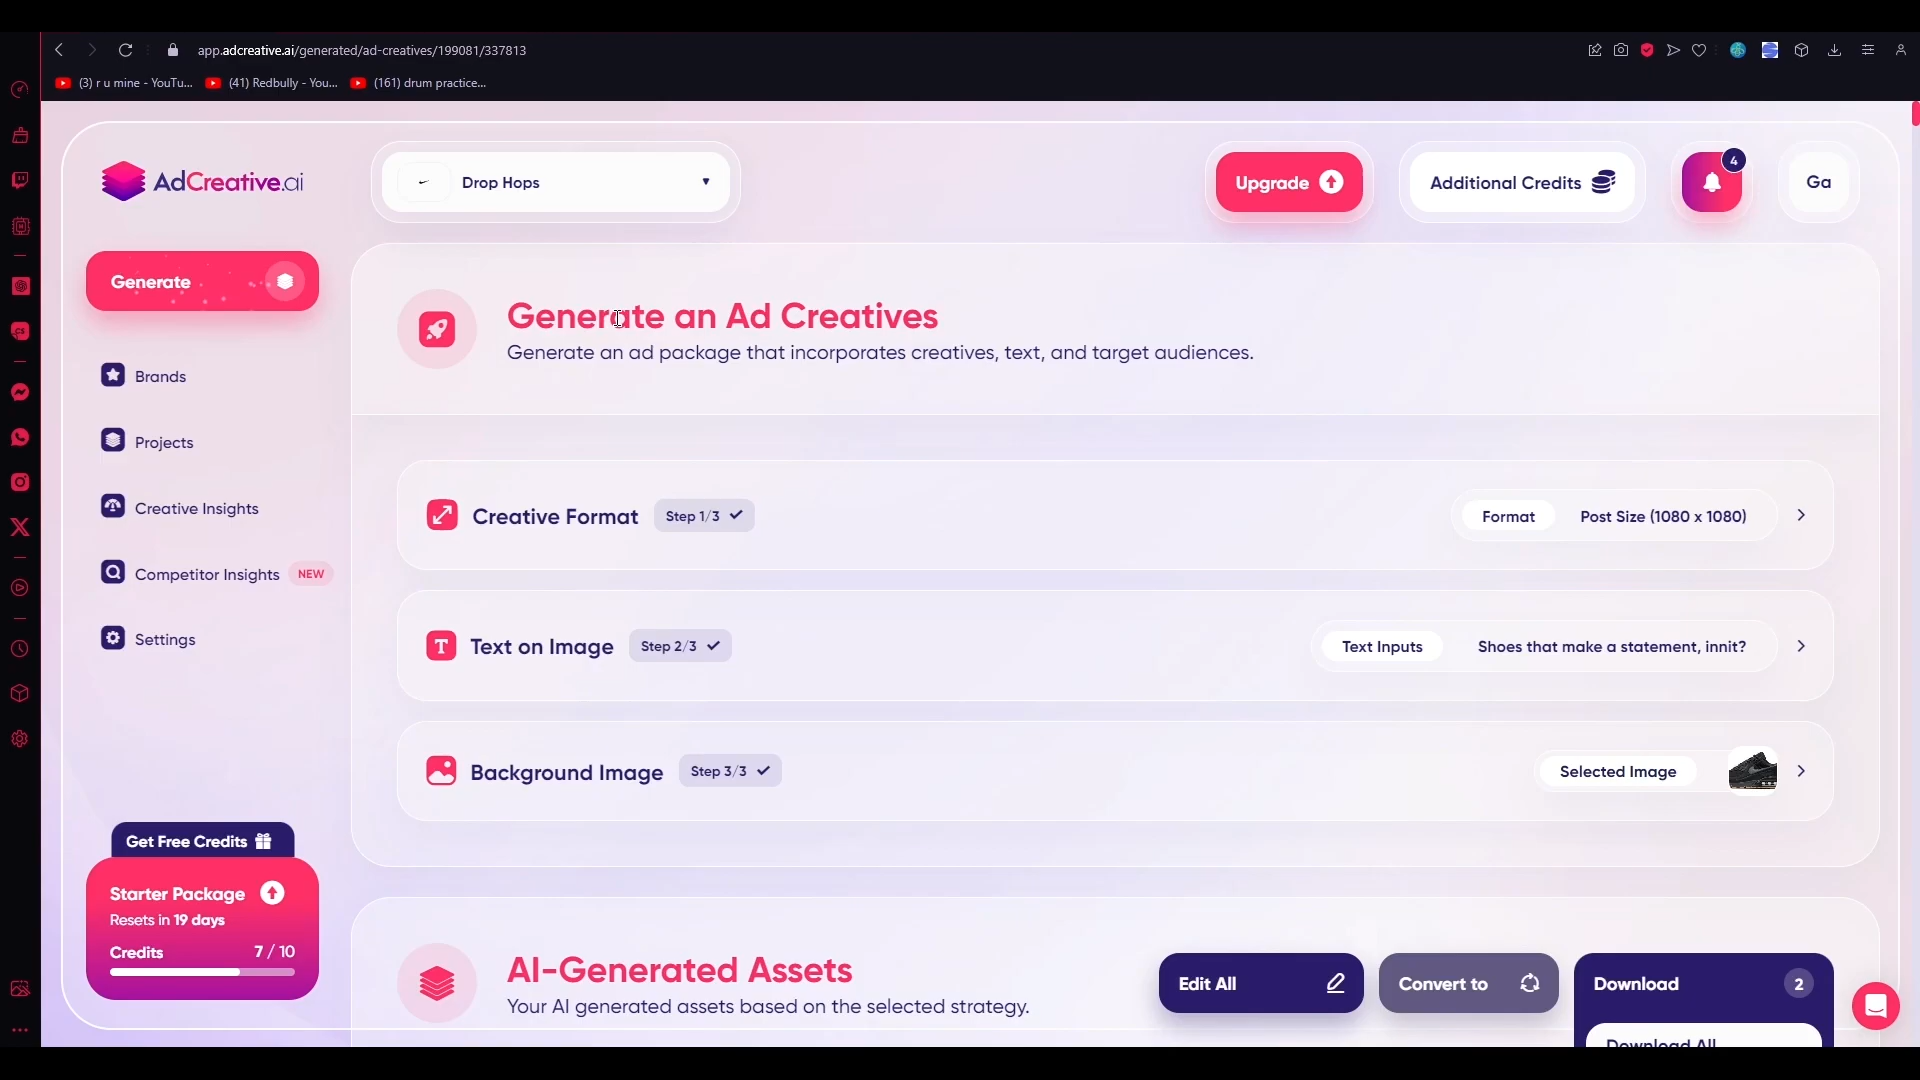 app.adcreative.ai/generated/ad-creatives/199081/337813
(3) r u mine - YouTu...
(41) Redbully - You...
(161) drum practice...
AdCreative.ai
Drop Hops
Upgrade
Additional Credits
4
Ga
Generate
Generate an Ad Creatives
Generate an ad package that incorporates creatives, text, and target audiences.
Brands
Projects
Creative Insights
Competitor Insights NEW
Settings
Creative Format Step 1/3
Format Post Size (1080 x 1080)
Text on Image Step 2/3
Text Inputs Shoes that make a statement, innit?
Background Image Step 3/3
Selected Image
Get Free Credits
Starter Package
Resets in 19 days
Credits 7 / 10
AI-Generated Assets
Your AI generated assets based on the selected strategy.
Edit All
Convert to
Download 2
Download All